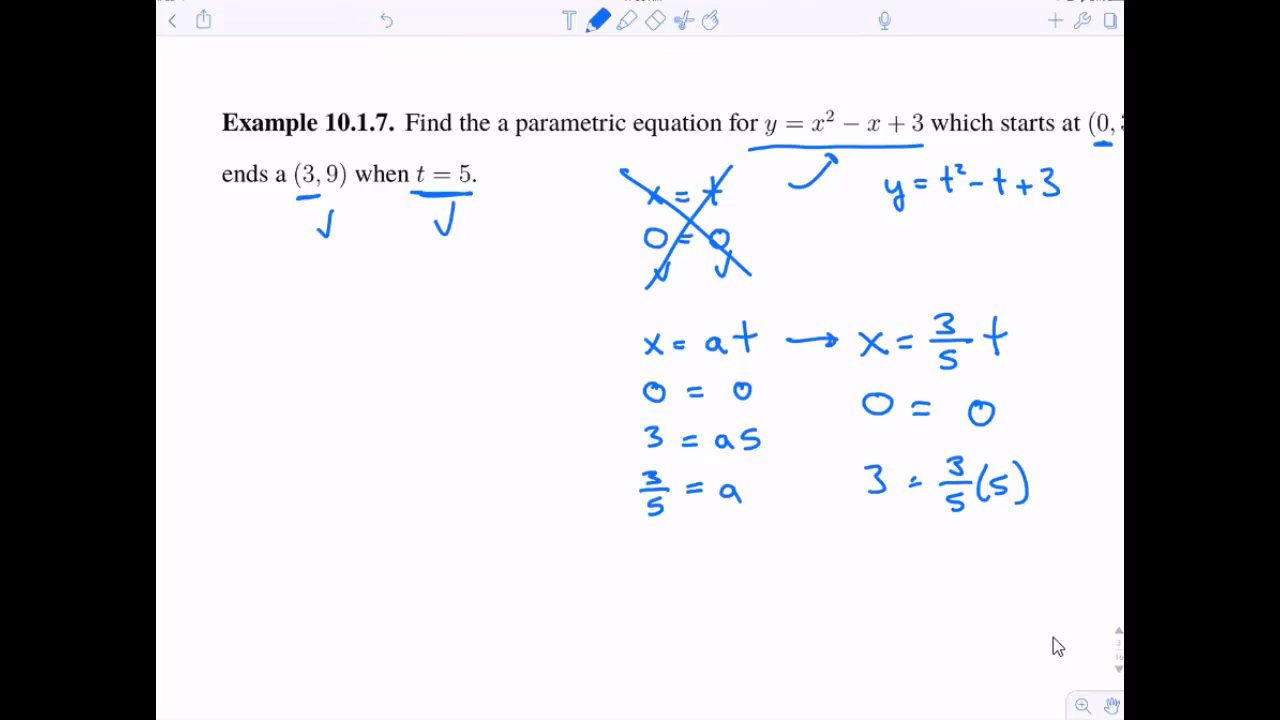 Example 10.1.7. Find the a parametric equation for y = x² − x + 3 which starts at (0,
ends a (3, 9) when t = 5.
x = t
y = t² - t + 3
0 = 0
x = at → x = 3/5 t
0 = 0
0 = 0
3 = a5
3/5 = a
3 = 3/5 (5)